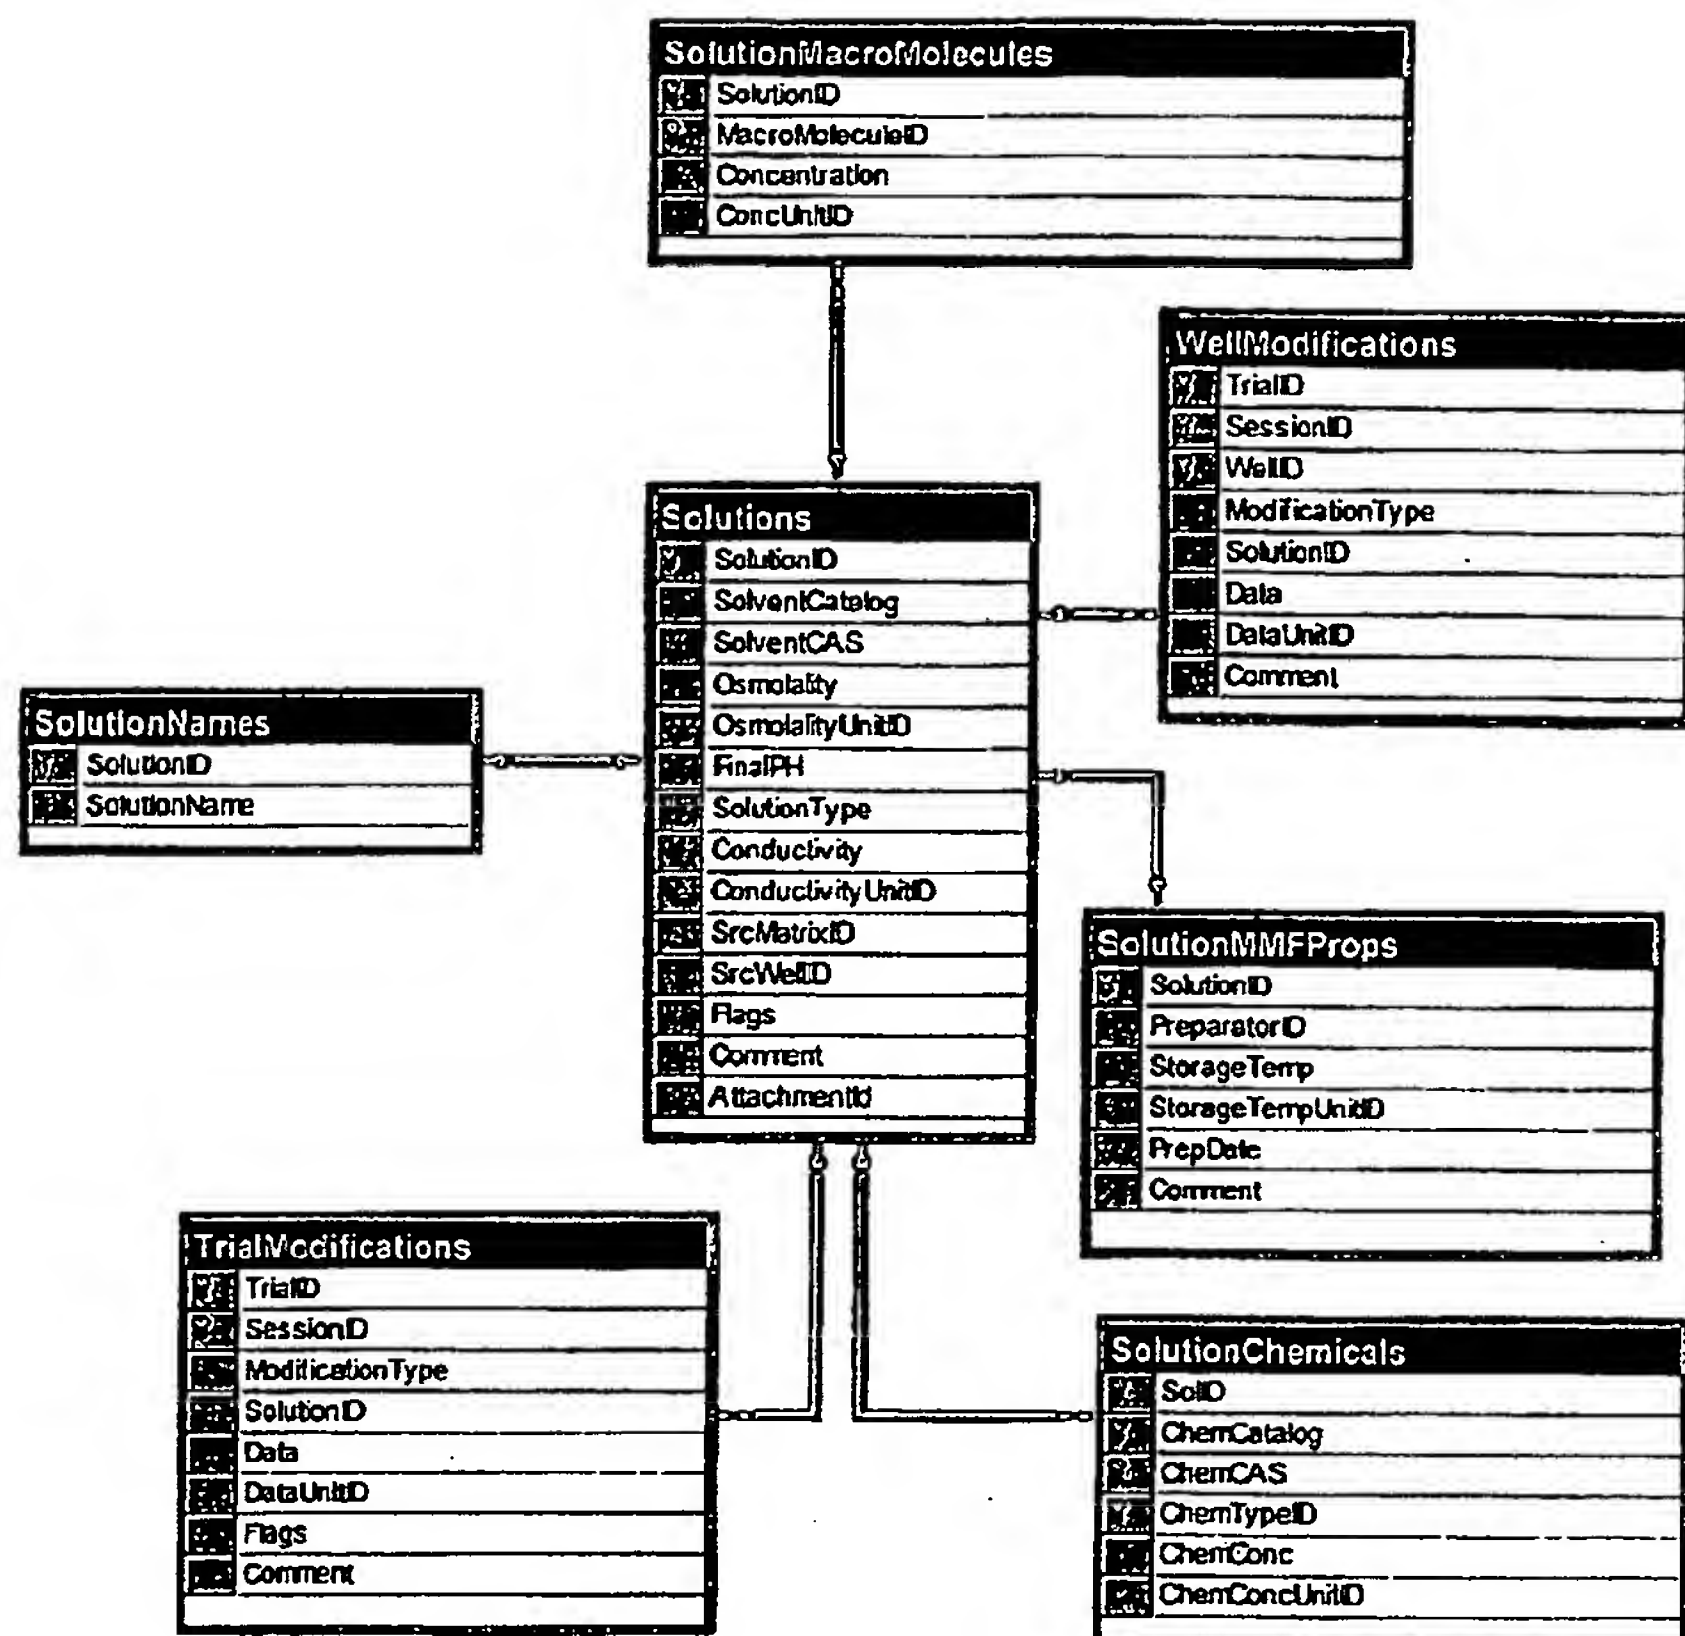 SolutionMacroMolecules
SolutionID
MacroMoleculeID
Concentration
ConcUnitID
WellModifications
TrialID
SessionID
WellID
ModificationType
SolutionID
Data
DataUnitID
Comment
Solutions
SolutionID
SolventCatalog
SolventCAS
Osmolality
OsmolalityUnitID
FinalPH
SolutionType
Conductivity
ConductivityUnitID
SrcMatrixID
SrcWellID
Flags
Comment
AttachmentId
SolutionNames
SolutionID
SolutionName
SolutionMMFProps
SolutionID
PreparatorID
StorageTemp
StorageTempUnitID
PrepDate
Comment
TrialModifications
TrialID
SessionID
ModificationType
SolutionID
Data
DataUnitID
Flags
Comment
SolutionChemicals
SolID
ChemCatalog
ChemCAS
ChemTypeID
ChemConc
ChemConcUnitID